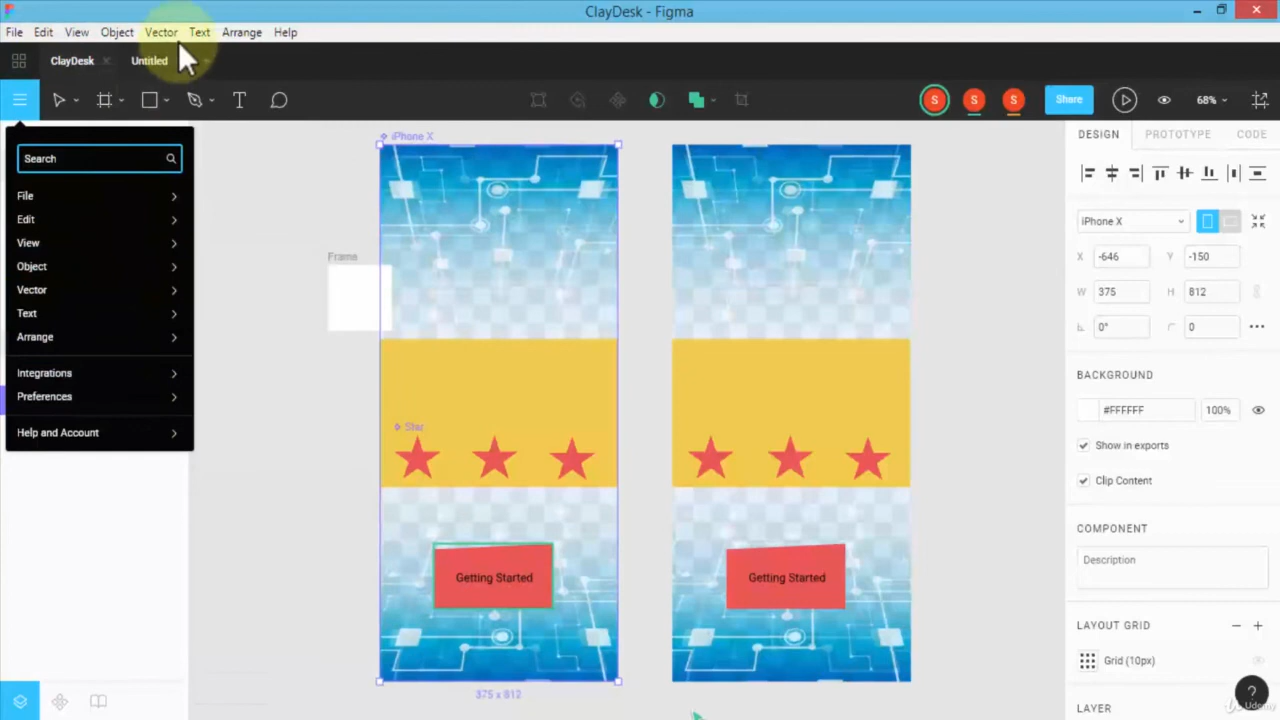 ClayDesk - Figma
File Edit View Object Vector Text Arrange Help
ClayDesk Untitled
S S S Share 68%
DESIGN PROTOTYPE CODE
Search
File
Edit
View
Object
Vector
Text
Arrange
Integrations
Preferences
Help and Account
iPhone X
Frame
Star
Getting Started
375 x 812
Getting Started
iPhone X
X -646 Y -150
W 375 H 812
0° 0
BACKGROUND
#FFFFFF 100%
Show in exports
Clip Content
COMPONENT
Description
LAYOUT GRID
Grid (10px)
LAYER
?
Udemy